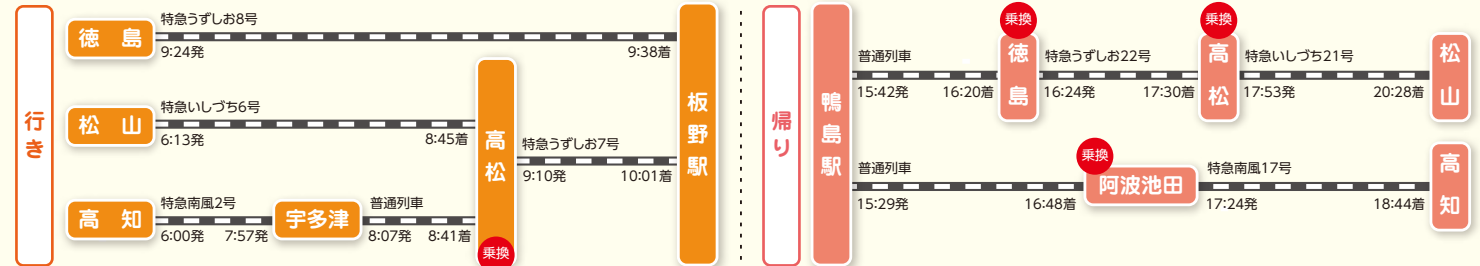 行き
徳島
特急うずしお8号
9:24発
9:38着
松山
特急いしづち6号
6:13発
8:45着
高知
特急南風2号
6:00発
7:57発
宇多津
普通列車
8:07発
8:41着
高松
乗換
特急うずしお7号
9:10発
10:01着
板野駅
帰り
鴨島駅
普通列車
15:42発
16:20着
乗換
徳島
特急うずしお22号
16:24発
17:30着
乗換
高松
特急いしづち21号
17:53発
20:28着
松山
普通列車
15:29発
16:48着
乗換
阿波池田
特急南風17号
17:24発
18:44着
高知